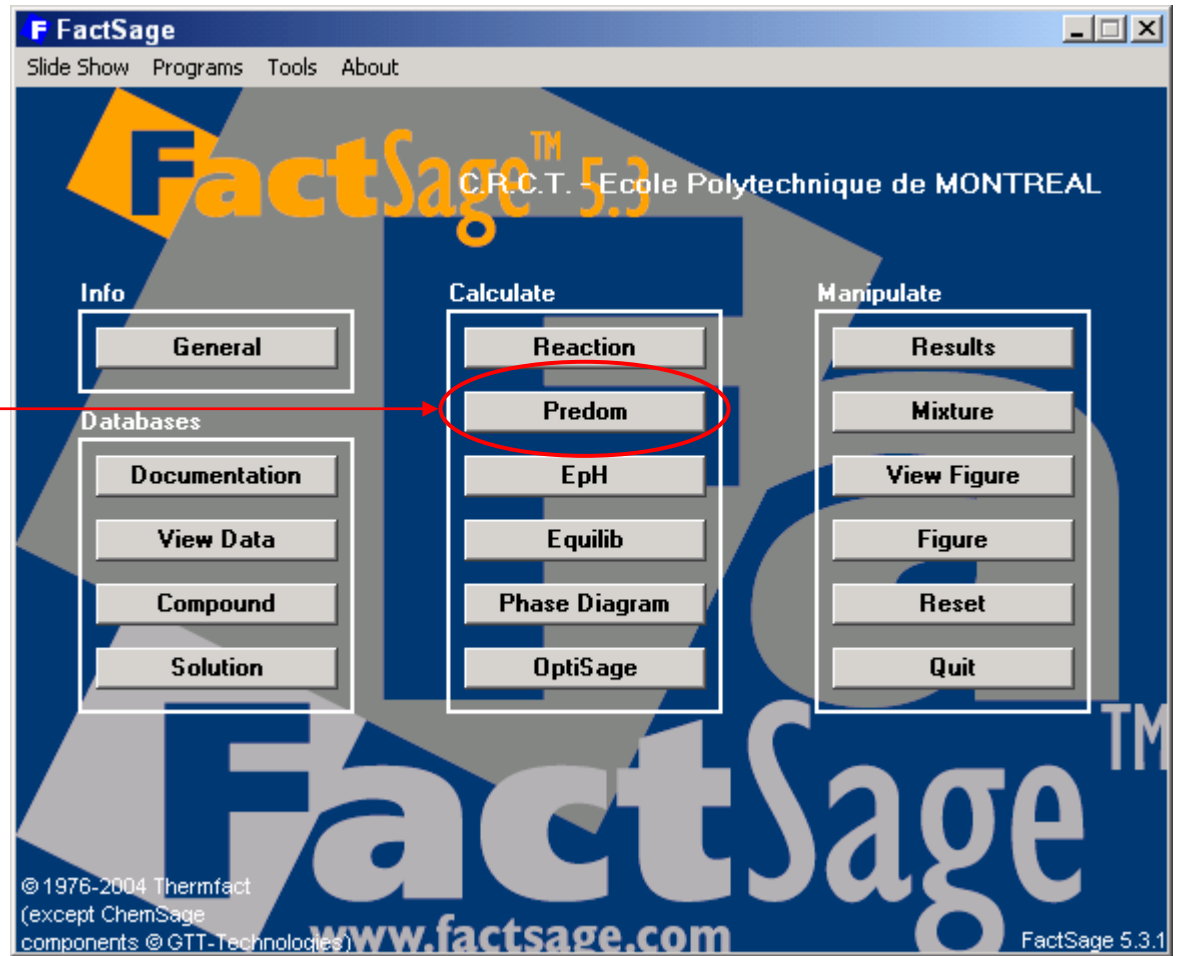 FactSage
Slide Show Programs Tools About
FactSage™ 5.3
C.R.C.T. - Ecole Polytechnique de MONTREAL
Info
General
Databases
Documentation
View Data
Compound
Solution
Calculate
Reaction
Predom
EpH
Equilib
Phase Diagram
OptiSage
Manipulate
Results
Mixture
View Figure
Figure
Reset
Quit
FactSage™
© 1976-2004 Thermfact
(except ChemSage
components © GTT-Technologies)
www.factsage.com
FactSage 5.3.1